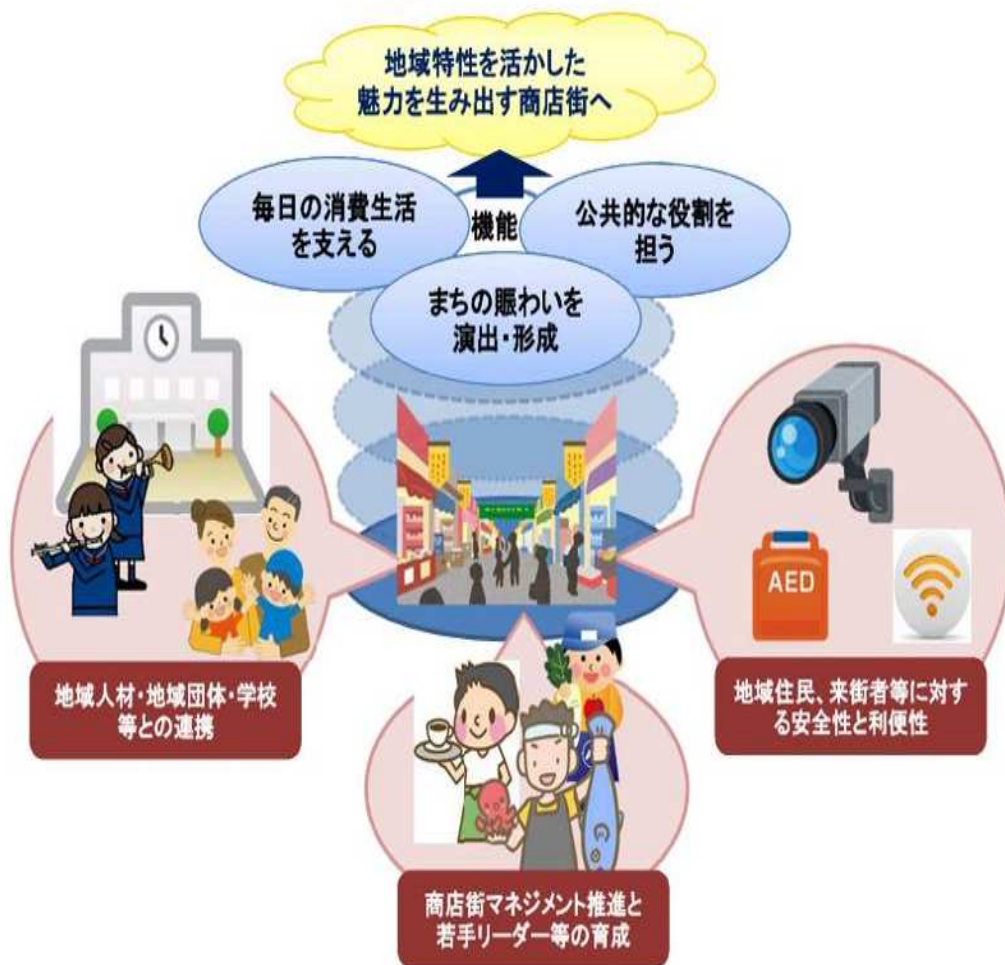 地域特性を活かした
魅力を生み出す商店街へ
毎日の消費生活
を支える
機能
公共的な役割を
担う
まちの賑わいを
演出・形成
AED
地域人材・地域団体・学校
等との連携
地域住民、来街者等に対す
る安全性と利便性
商店街マネジメント推進と
若手リーダー等の育成